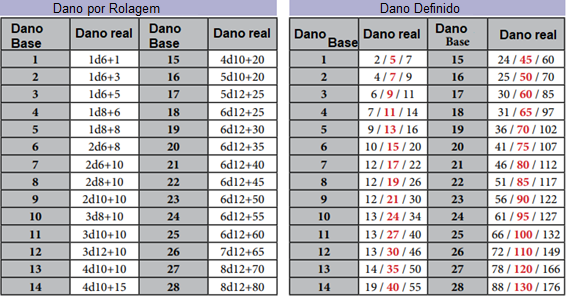 Dano por Rolagem Dano Definido
Dano Base Dano real Dano Base Dano real Dano Base Dano real Dano Base Dano real
1 1d6+1 15 4d10+20 1 2 / 5 / 7 15 24 / 45 / 60
2 1d6+3 16 5d10+20 2 4 / 7 / 9 16 25 / 50 / 70
3 1d6+5 17 5d12+25 3 6 / 9 / 11 17 30 / 60 / 85
4 1d8+6 18 6d12+25 4 7 / 11 / 14 18 31 / 65 / 97
5 1d8+8 19 6d12+30 5 9 / 13 / 16 19 36 / 70 / 102
6 2d6+8 20 6d12+35 6 10 / 15 / 20 20 41 / 75 / 107
7 2d6+10 21 6d12+40 7 12 / 17 / 22 21 46 / 80 / 112
8 2d8+10 22 6d12+45 8 12 / 19 / 26 22 51 / 85 / 117
9 2d10+10 23 6d12+50 9 12 / 21 / 30 23 56 / 90 / 122
10 3d8+10 24 6d12+55 10 13 / 24 / 34 24 61 / 95 / 127
11 3d10+10 25 6d12+60 11 13 / 27 / 40 25 66 / 100 / 132
12 3d12+10 26 7d12+65 12 13 / 30 / 46 26 72 / 110 / 149
13 4d10+10 27 8d12+70 13 14 / 35 / 50 27 78 / 120 / 166
14 4d10+15 28 8d12+80 14 19 / 40 / 55 28 88 / 130 / 176